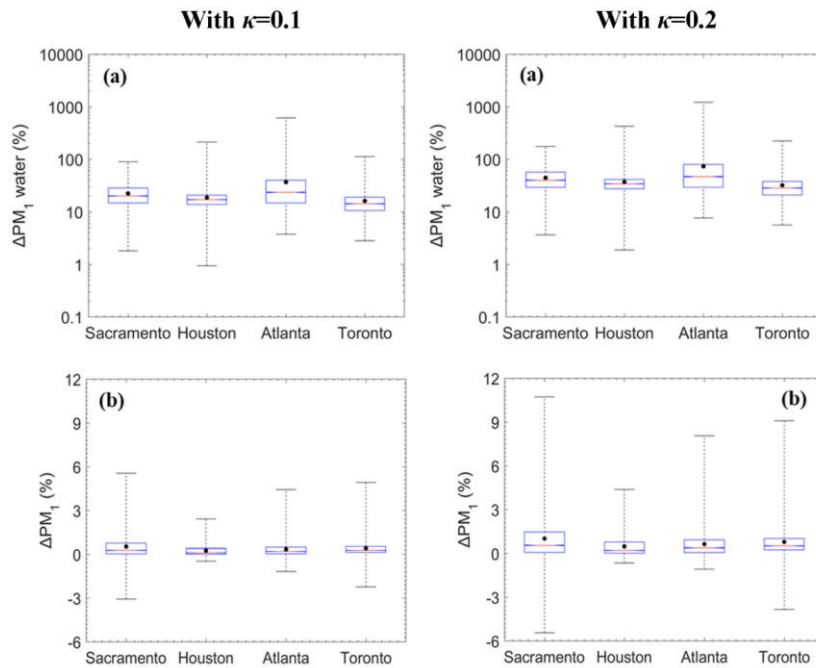 With κ=0.1
With κ=0.2
(a)
10000
1000
100
10
1
0.1
ΔPM₁ water (%)
Sacramento Houston Atlanta Toronto
(a)
10000
1000
100
10
1
0.1
ΔPM₁ water (%)
Sacramento Houston Atlanta Toronto
(b)
12
9
6
3
0
-3
-6
ΔPM₁ (%)
Sacramento Houston Atlanta Toronto
(b)
12
9
6
3
0
-3
-6
ΔPM₁ (%)
Sacramento Houston Atlanta Toronto